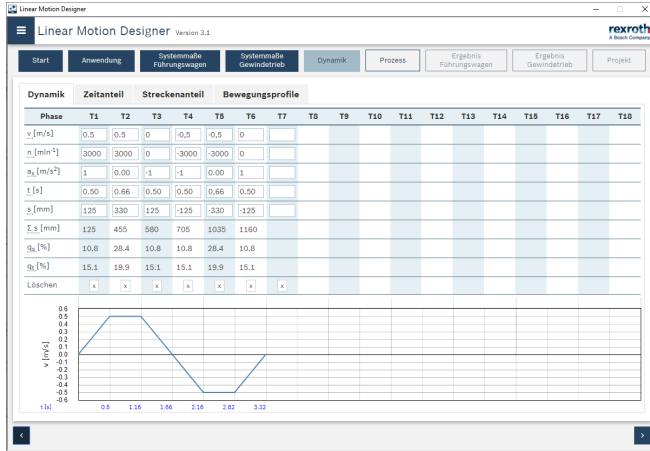 Linear Motion Designer
Linear Motion Designer Version 3.1
rexroth
A Bosch Company
Start Anwendung Systemmaße Führungswagen Systemmaße Gewindetrieb Dynamik Prozess Ergebnis Führungswagen Ergebnis Gewindetrieb Projekt
Dynamik Zeitanteil Streckenanteil Bewegungsprofile
Phase T1 T2 T3 T4 T5 T6 T7 T8 T9 T10 T11 T12 T13 T14 T15 T16 T17 T18
v [m/s] 0.5 0.5 0 -0,5 -0,5 0
n [min-1] 3000 3000 0 -3000 -3000 0
as [m/s2] 1 0.00 -1 -1 0.00 1
t [s] 0.50 0.66 0.50 0.50 0,66 0.50
s [mm] 125 330 125 -125 -330 -125
Σ s [mm] 125 455 580 705 1035 1160
qs [%] 10.8 28.4 10.8 10.8 28.4 10.8
qt [%] 15.1 19.9 15.1 15.1 19.9 15.1
Löschen x x x x x x x
0.6
0.5
0.4
0.3
0.2
0.1
0.0
-0.1
-0.2
-0.3
-0.4
-0.5
-0.6
v [m/s]
t [s] 0.5 1.16 1.66 2.16 2.82 3.32